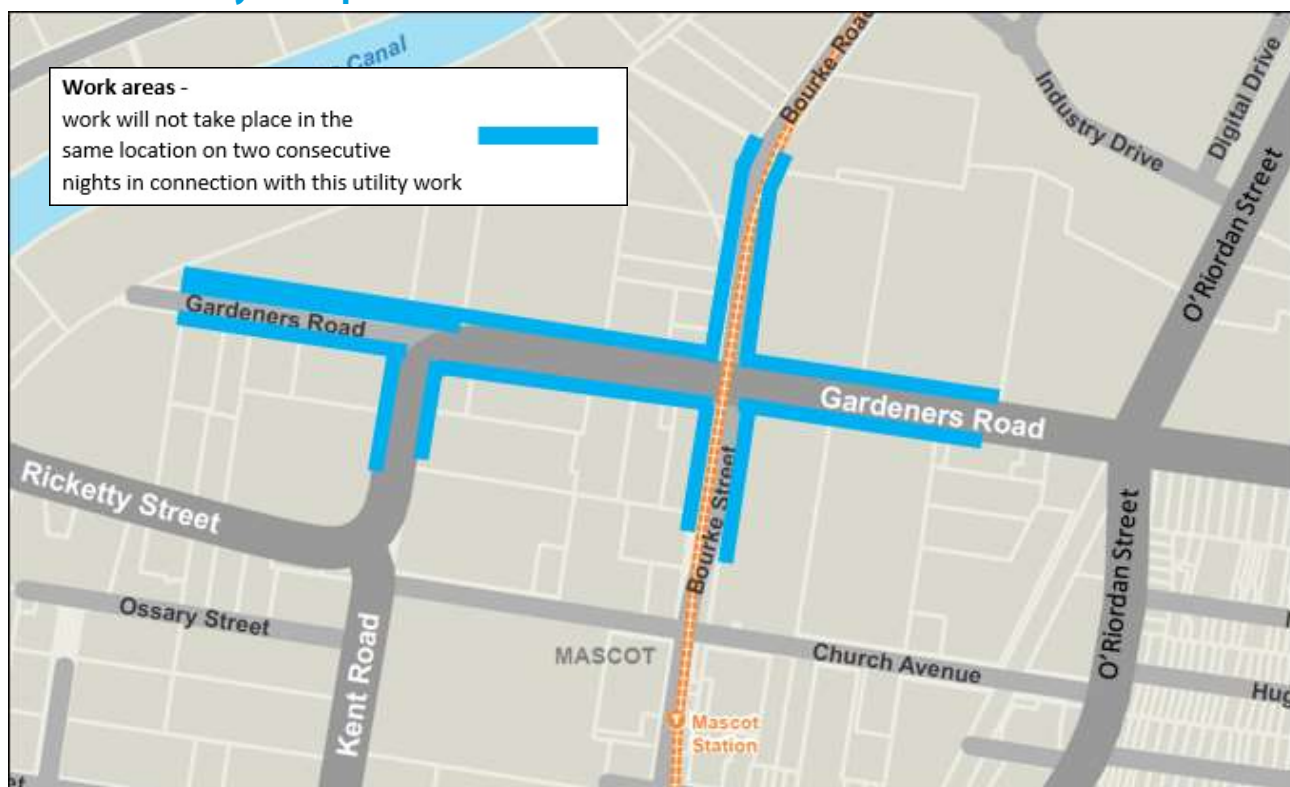 Canal
Work areas -
work will not take place in the
same location on two consecutive
nights in connection with this utility work
Bourke Road
Industry Drive
Digital Drive
O'Riordan Street
Gardeners Road
Gardeners Road
Ricketty Street
Bourke Street
O'Riordan Street
Ossary Street
Kent Road
MASCOT
Church Avenue
Mascot
Station